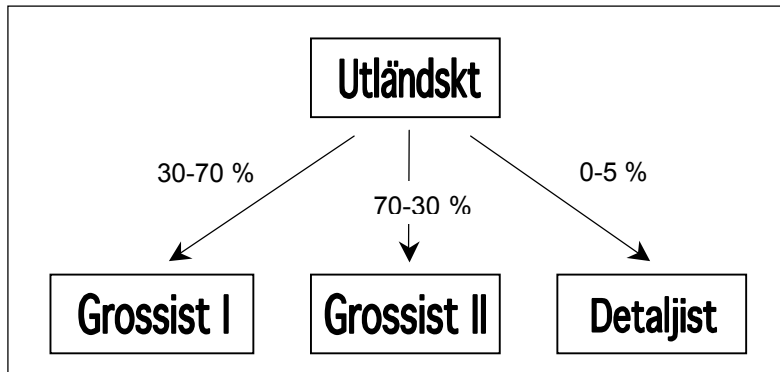 Utländskt
30-70 %
70-30 %
0-5 %
Grossist I
Grossist II
Detaljist